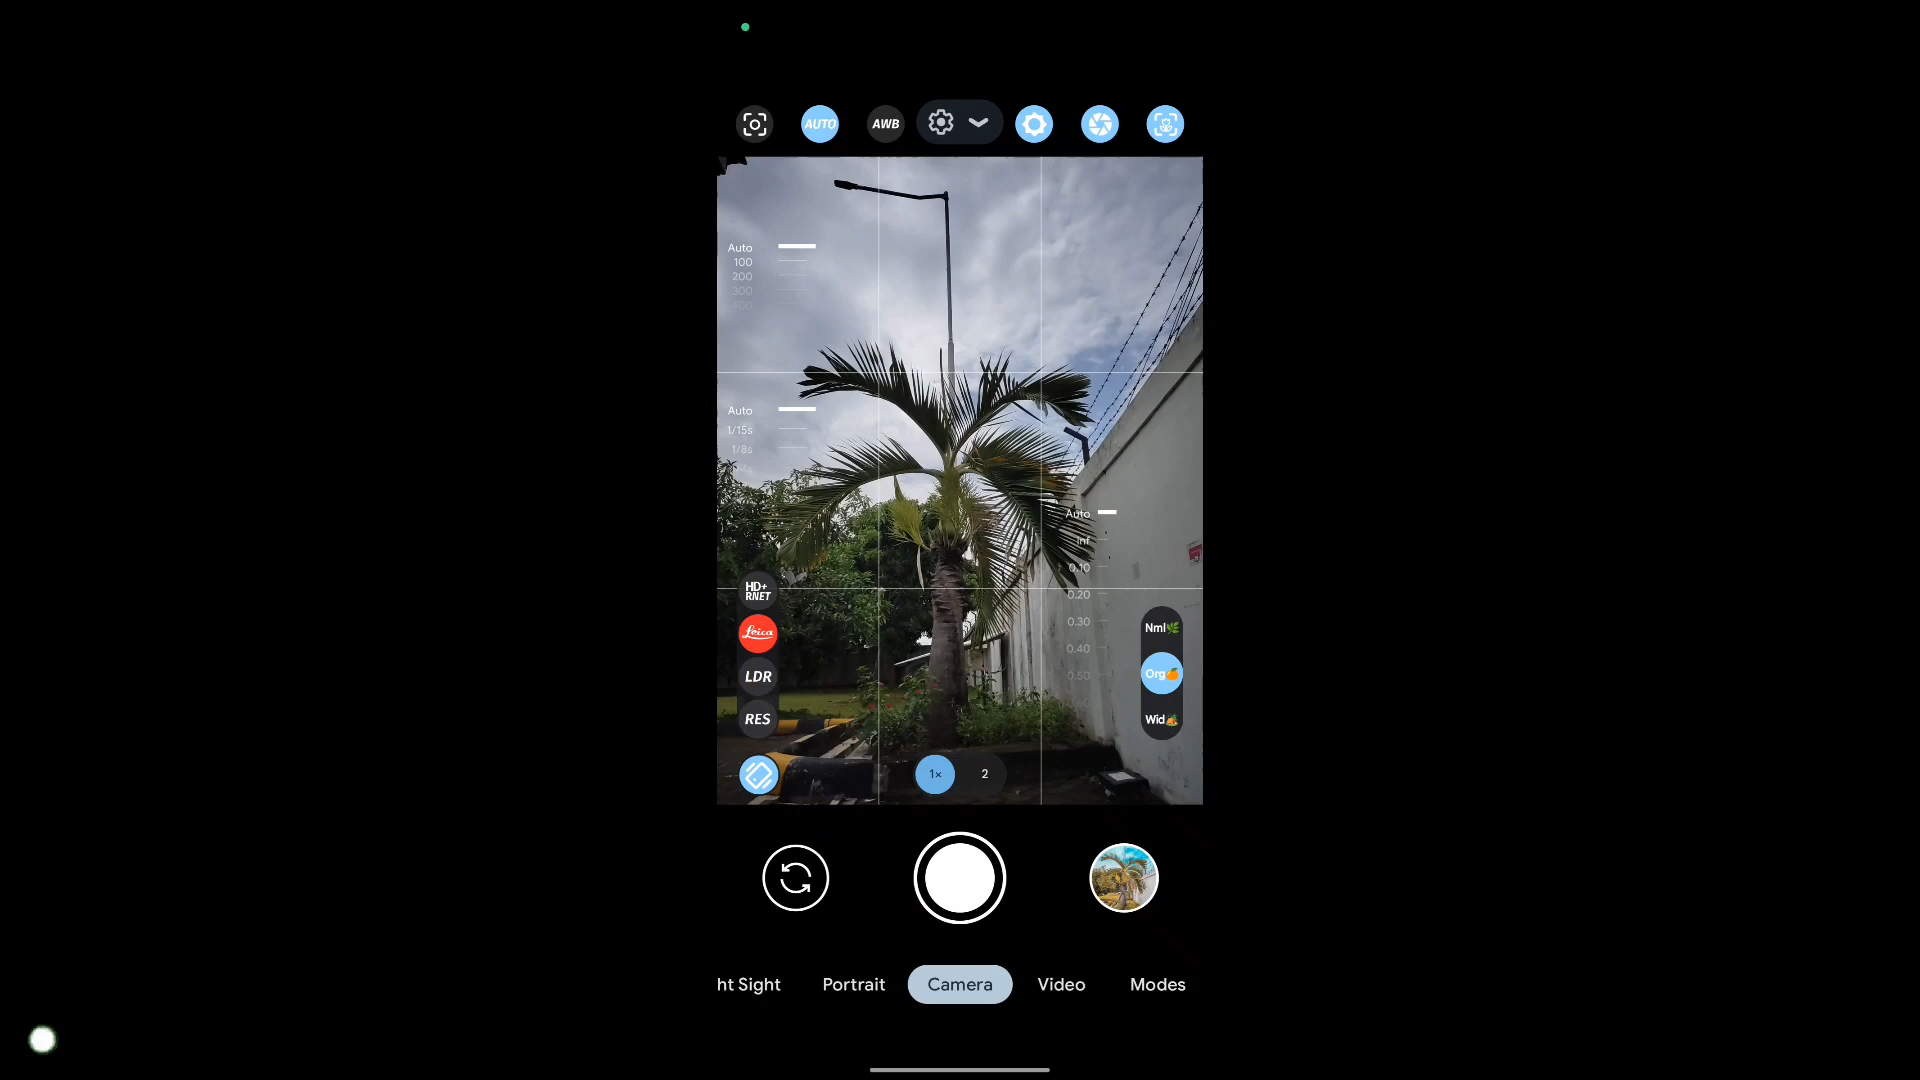 AUTO
AWB
Auto
100
200
300
400
Auto
1/15s
1/8s
Auto
Inf
0.10
0.20
0.30
0.40
0.50
HD+
RNET
Leica
LDR
RES
Nml🌿
Org🍊
Wid🏕
1×
2
ht Sight
Portrait
Camera
Video
Modes